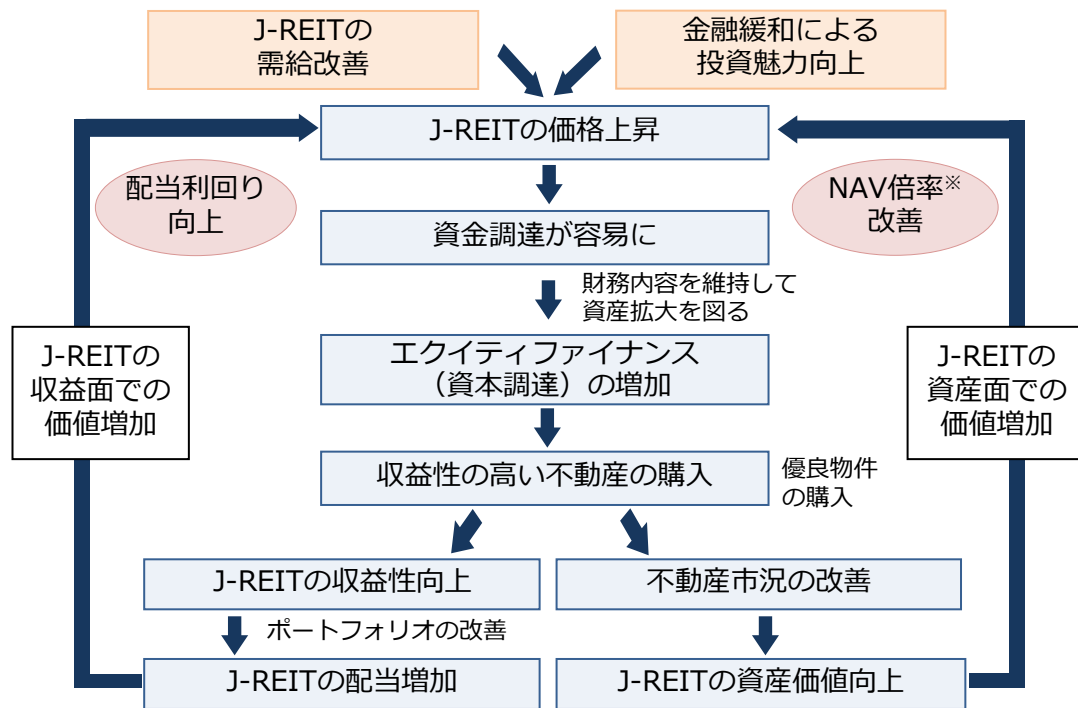 J-REITの
需給改善
金融緩和による
投資魅力向上
J-REITの価格上昇
配当利回り
向上
NAV倍率※
改善
資金調達が容易に
財務内容を維持して
資産拡大を図る
J-REITの
収益面での
価値増加
エクイティファイナンス
（資本調達）の増加
J-REITの
資産面での
価値増加
収益性の高い不動産の購入
優良物件
の購入
J-REITの収益性向上
不動産市況の改善
ポートフォリオの改善
J-REITの配当増加
J-REITの資産価値向上